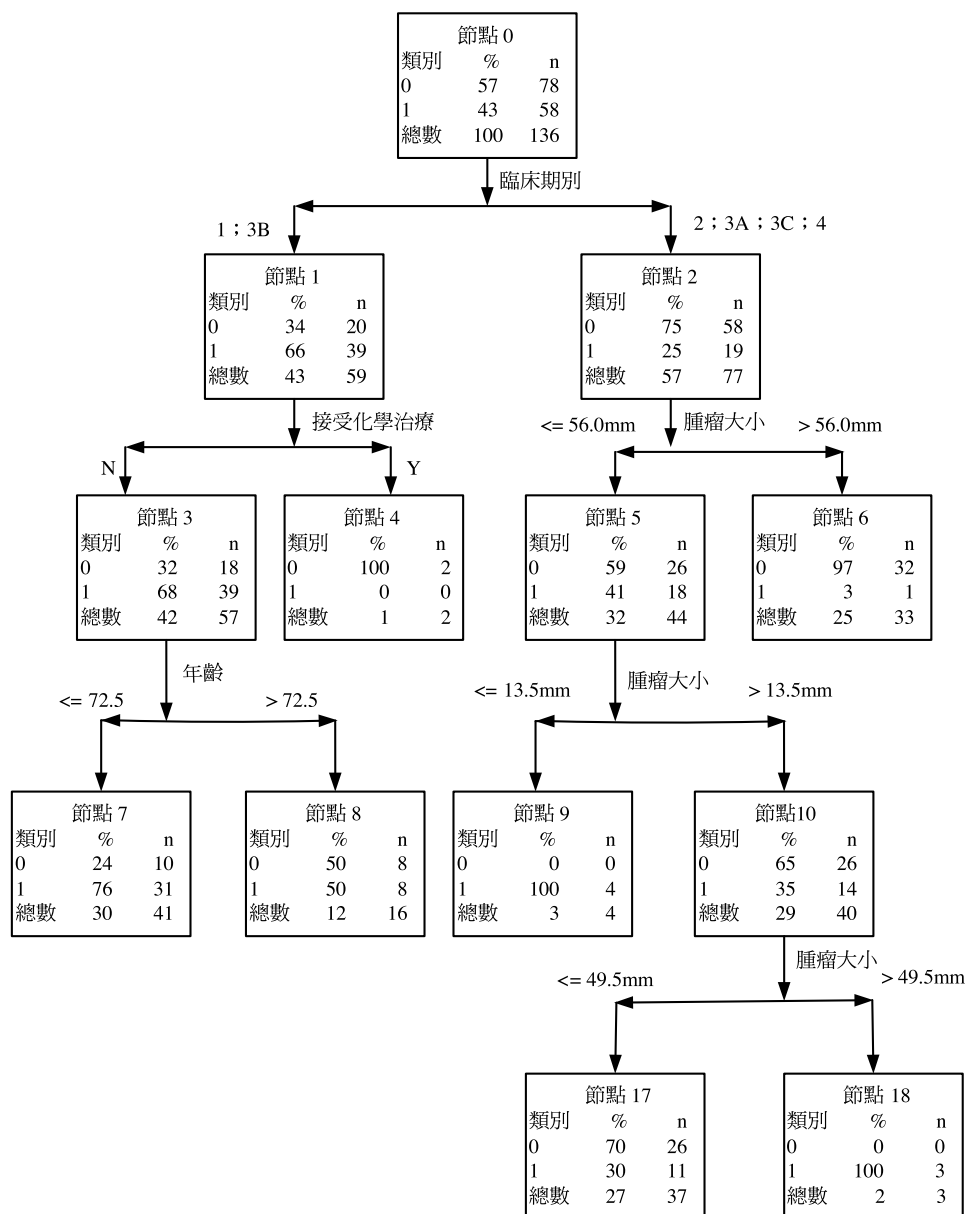 節點 0
類別 % n
0 57 78
1 43 58
總數 100 136
臨床期別
1；3B
2；3A；3C；4
節點 1
類別 % n
0 34 20
1 66 39
總數 43 59
節點 2
類別 % n
0 75 58
1 25 19
總數 57 77
接受化學治療
N
Y
<= 56.0mm
腫瘤大小
> 56.0mm
節點 3
類別 % n
0 32 18
1 68 39
總數 42 57
節點 4
類別 % n
0 100 2
1 0 0
總數 1 2
節點 5
類別 % n
0 59 26
1 41 18
總數 32 44
節點 6
類別 % n
0 97 32
1 3 1
總數 25 33
年齡
<= 72.5
> 72.5
<= 13.5mm
腫瘤大小
> 13.5mm
節點 7
類別 % n
0 24 10
1 76 31
總數 30 41
節點 8
類別 % n
0 50 8
1 50 8
總數 12 16
節點 9
類別 % n
0 0 0
1 100 4
總數 3 4
節點10
類別 % n
0 65 26
1 35 14
總數 29 40
<= 49.5mm
腫瘤大小
> 49.5mm
節點 17
類別 % n
0 70 26
1 30 11
總數 27 37
節點 18
類別 % n
0 0 0
1 100 3
總數 2 3